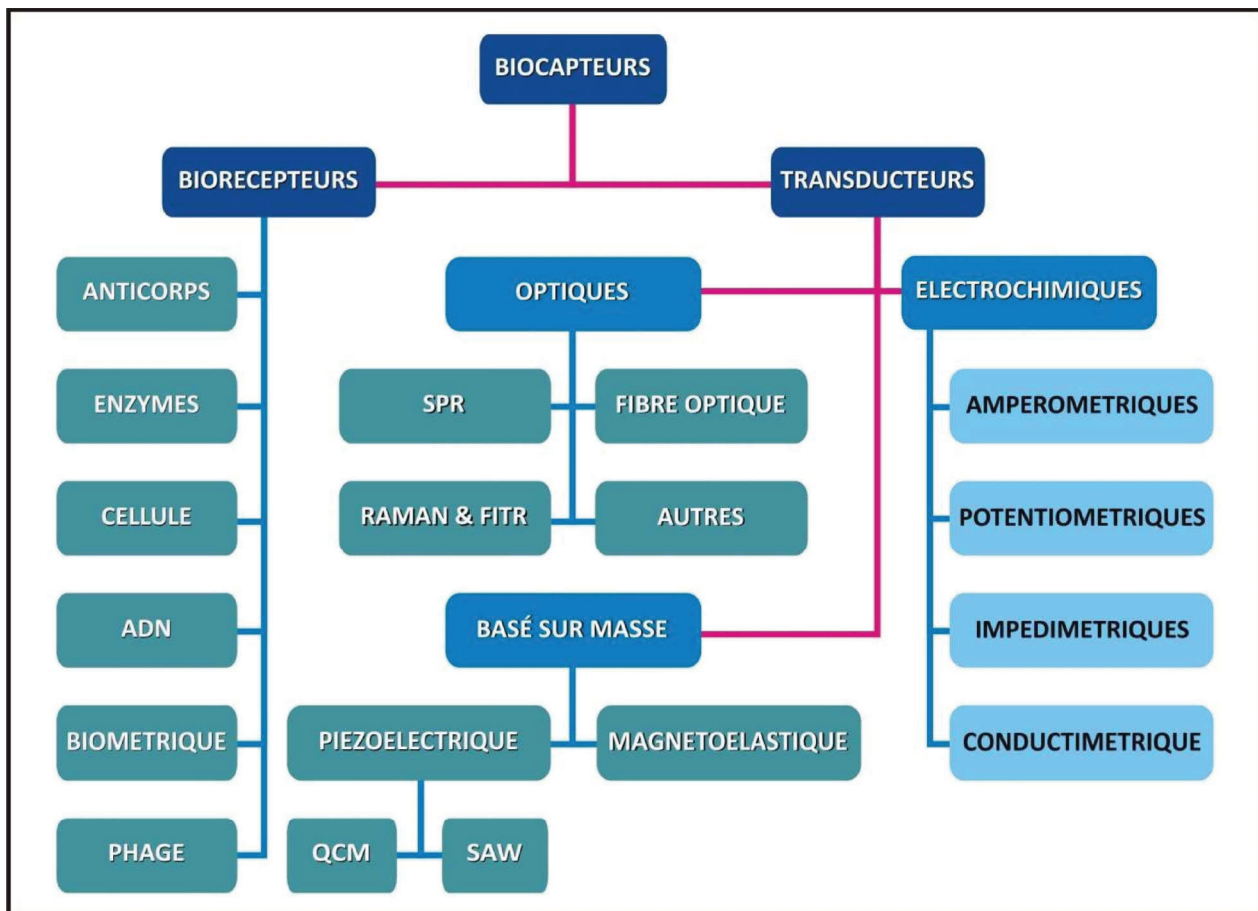 BIOCAPTEURS
BIORECEPTEURS
TRANSDUCTEURS
ANTICORPS
ENZYMES
CELLULE
ADN
BIOMETRIQUE
PHAGE
OPTIQUES
SPR
FIBRE OPTIQUE
RAMAN & FITR
AUTRES
BASÉ SUR MASSE
PIEZOELECTRIQUE
MAGNETOELASTIQUE
QCM
SAW
ELECTROCHIMIQUES
AMPEROMETRIQUES
POTENTIOMETRIQUES
IMPEDIMETRIQUES
CONDUCTIMETRIQUE